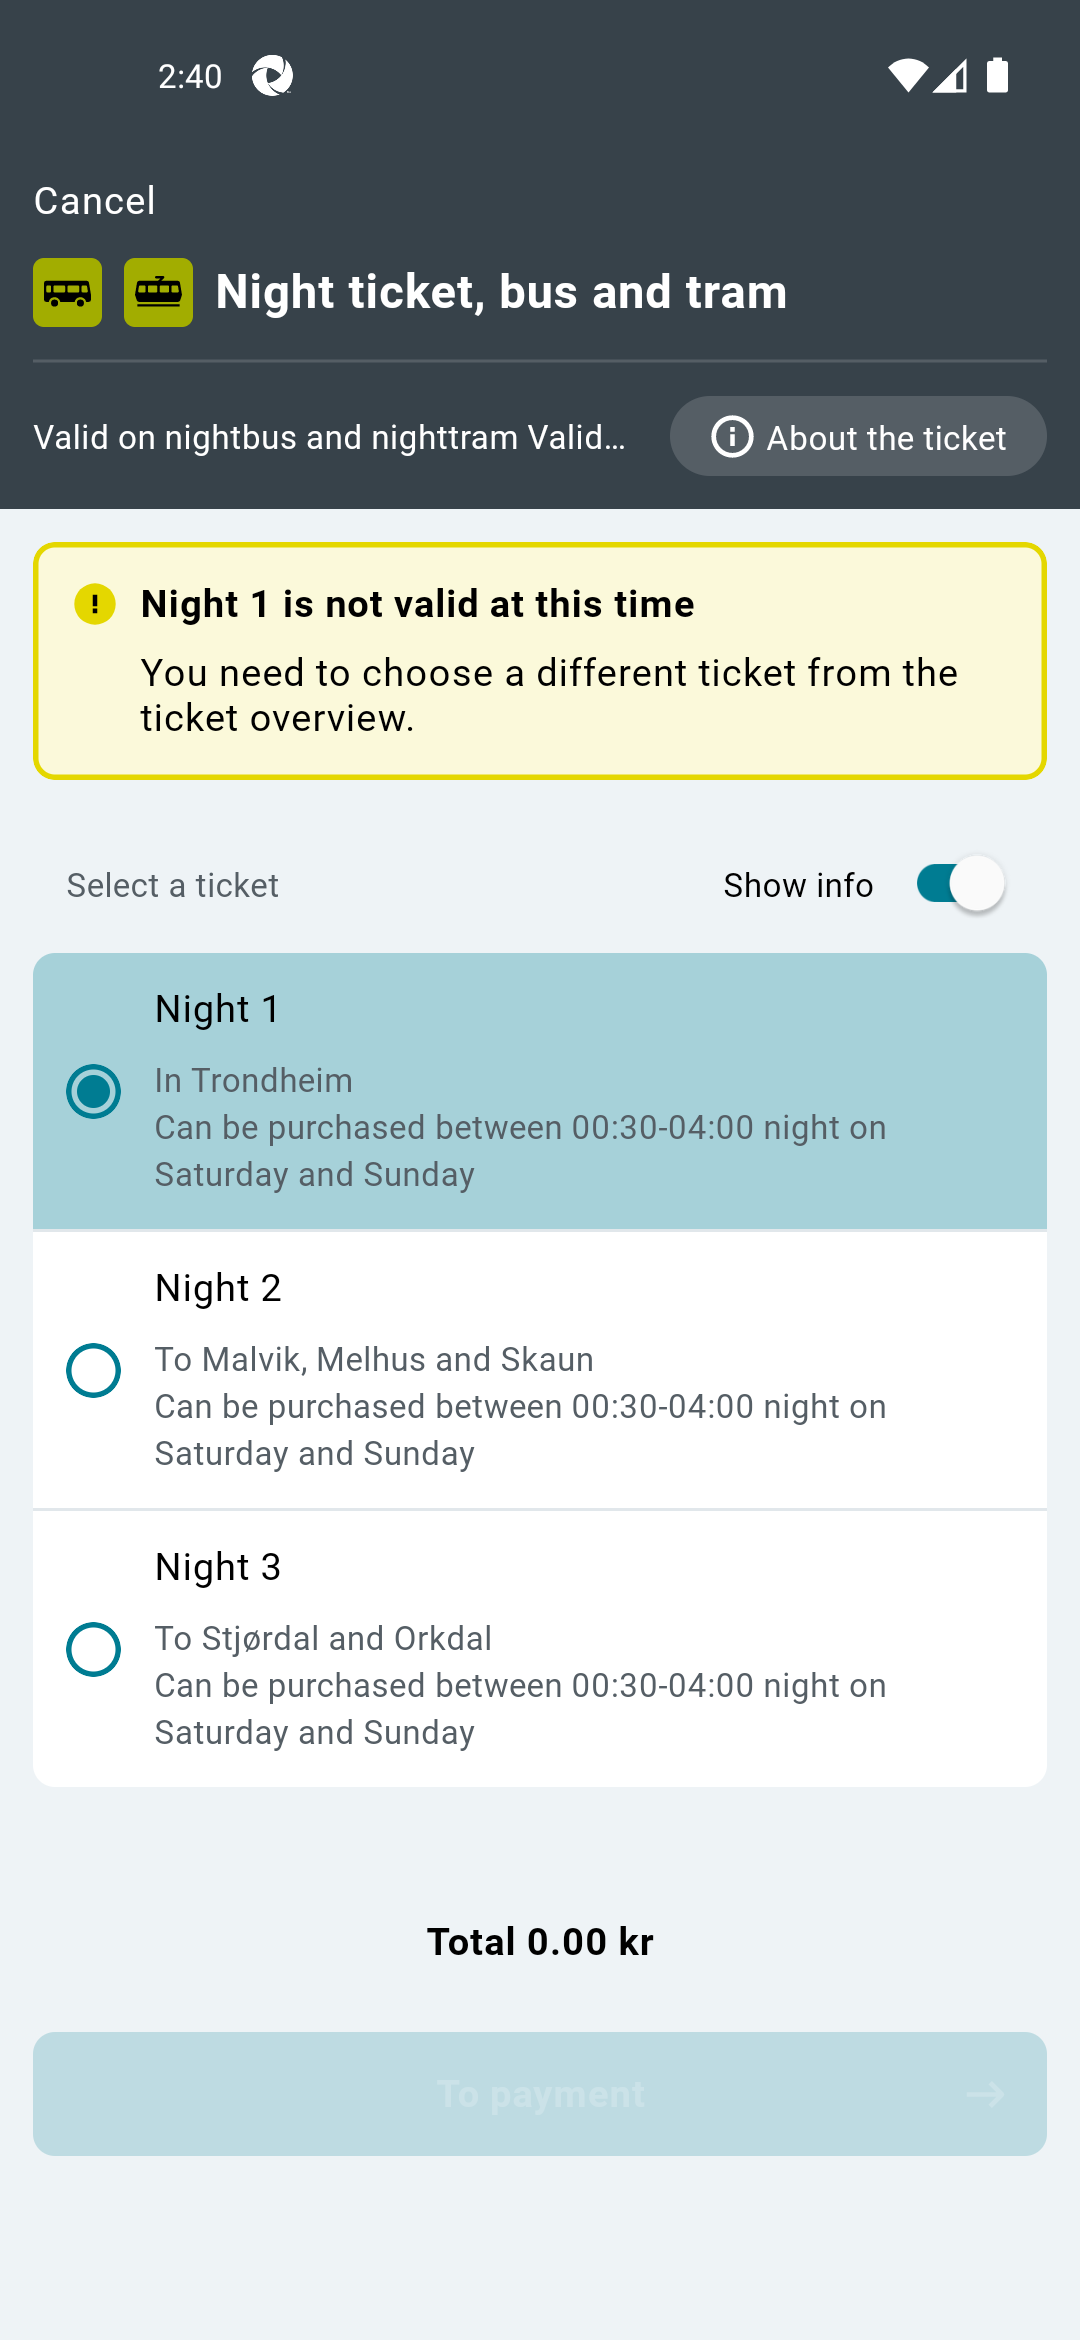 2:40
Cancel
Night ticket, bus and tram
Valid on nightbus and nighttram Valid...
About the ticket
Night 1 is not valid at this time
You need to choose a different ticket from the
ticket overview.
Select a ticket
Show info
Night 1
In Trondheim
Can be purchased between 00:30-04:00 night on
Saturday and Sunday
Night 2
To Malvik, Melhus and Skaun
Can be purchased between 00:30-04:00 night on
Saturday and Sunday
Night 3
To Stjørdal and Orkdal
Can be purchased between 00:30-04:00 night on
Saturday and Sunday
Total 0.00 kr
To payment